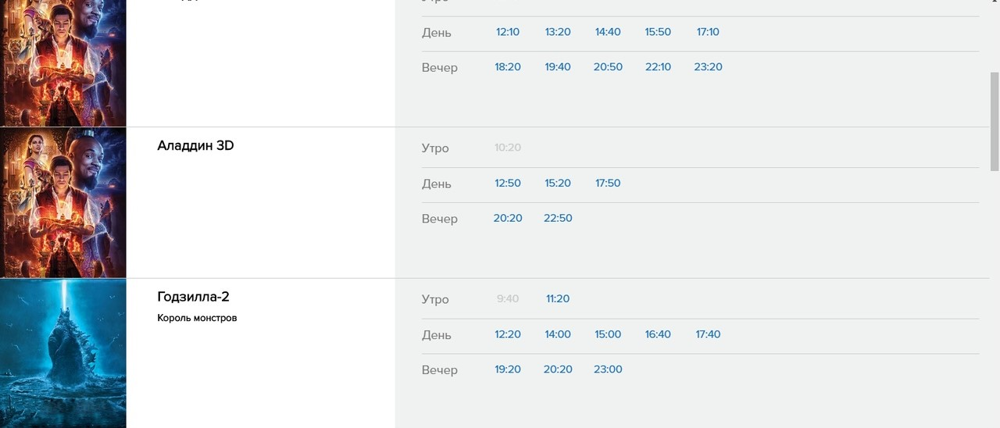 День 12:10 13:20 14:40 15:50 17:10
Вечер 18:20 19:40 20:50 22:10 23:20
Аладдин 3D
Утро 10:20
День 12:50 15:20 17:50
Вечер 20:20 22:50
Годзилла-2
Король монстров
Утро 9:40 11:20
День 12:20 14:00 15:00 16:40 17:40
Вечер 19:20 20:20 23:00